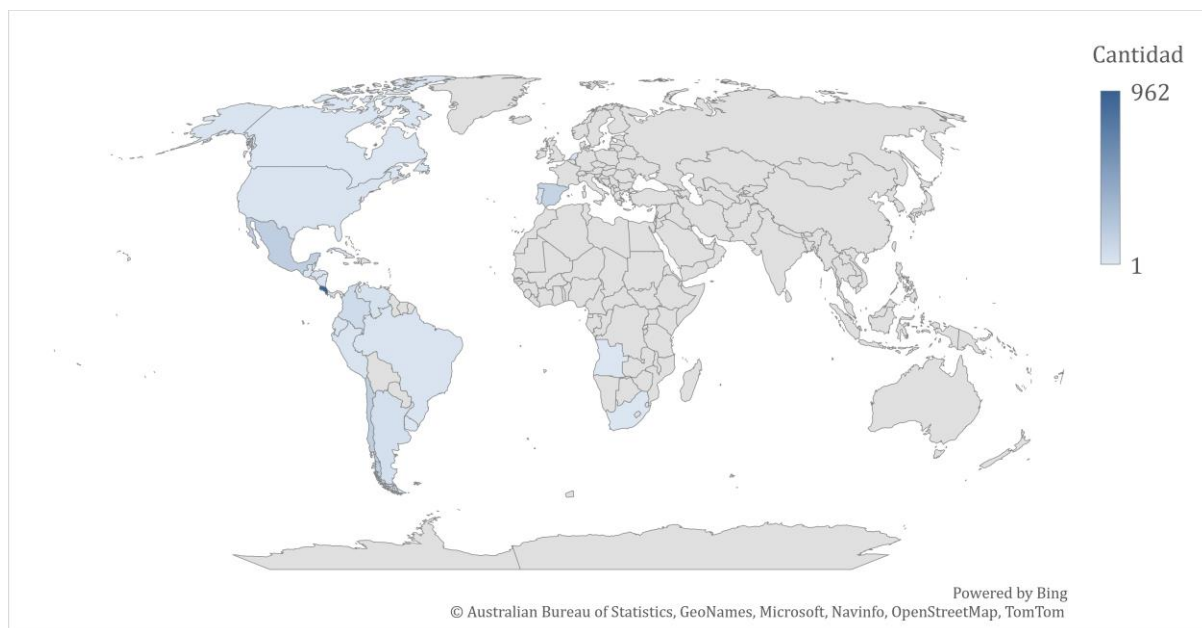 Cantidad
962
1
Powered by Bing
© Australian Bureau of Statistics, GeoNames, Microsoft, Navinfo, OpenStreetMap, TomTom